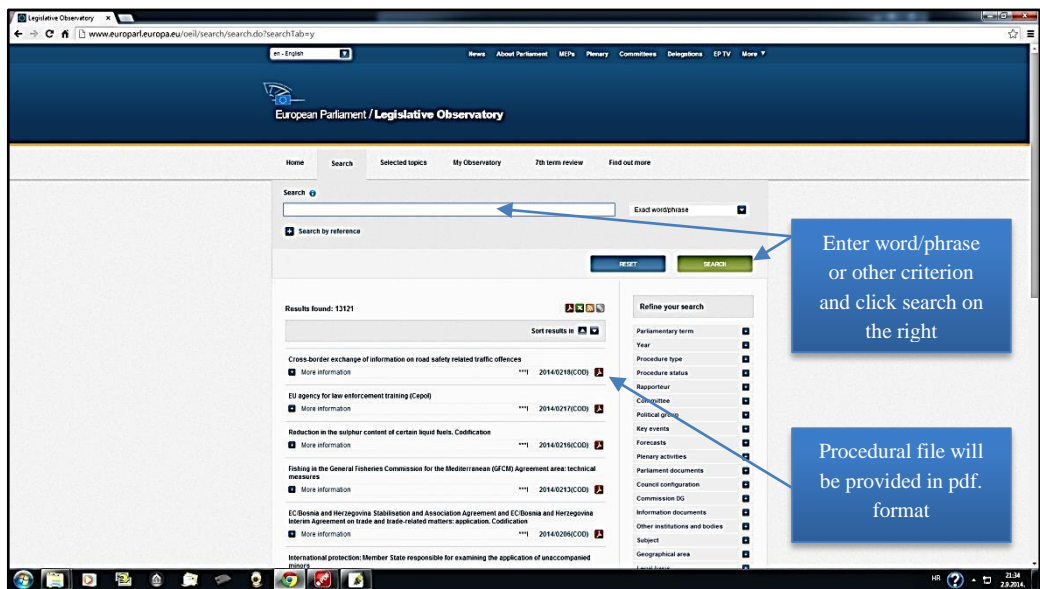 Legislative Observatory
www.europarl.europa.eu/oeil/search/search.do?searchTab=y
en - English
News About Parliament MEPs Plenary Committees Delegations EP TV More
European Parliament / Legislative Observatory
Home Search Selected topics My Observatory 7th term review Find out more
Search
Exact word/phrase
Search by reference
RESET SEARCH
Enter word/phrase
or other criterion
and click search on
the right
Results found: 13121
Sort results in
Cross-border exchange of information on road safety related traffic offences
More information ***I 2014/0218(COD)
EU agency for law enforcement training (Cepol)
More information ***I 2014/0217(COD)
Reduction in the sulphur content of certain liquid fuels. Codification
More information ***I 2014/0216(COD)
Fishing in the General Fisheries Commission for the Mediterranean (GFCM) Agreement area: technical
measures
More information ***I 2014/0213(COD)
EC/Bosnia and Herzegovina Stabilisation and Association Agreement and EC/Bosnia and Herzegovina
Interim Agreement on trade and trade-related matters: application. Codification
More information ***I 2014/0206(COD)
International protection: Member State responsible for examining the application of unaccompanied
minors
Refine your search
Parliamentary term
Year
Procedure type
Procedure status
Rapporteur
Committee
Political group
Key events
Forecasts
Plenary activities
Parliament documents
Council configuration
Commission DG
Information documents
Other institutions and bodies
Subject
Geographical area
Legal basis
Procedural file will
be provided in pdf.
format
HR
21:34
2.9.2014.